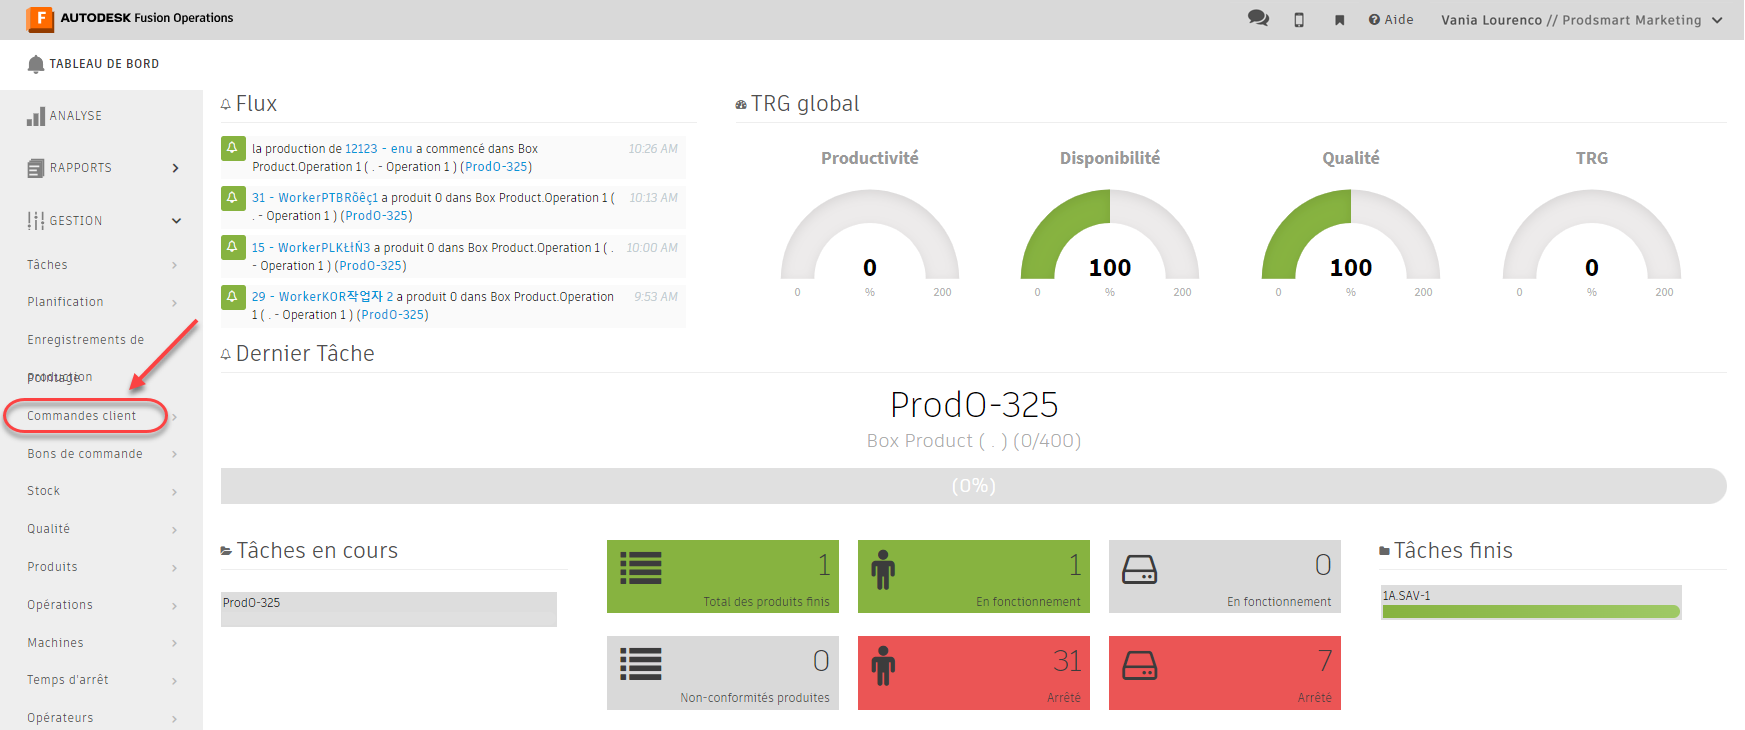 AUTODESK Fusion Operations
Aide
Vania Lourenco // Prodsmart Marketing
TABLEAU DE BORD
ANALYSE
RAPPORTS
GESTION
Tâches
Planification
Enregistrements de
production
Pointage
Commandes client
Bons de commande
Stock
Qualité
Produits
Opérations
Machines
Temps d'arrêt
Opérateurs
Flux
la production de 12123 - enu a commencé dans Box
Product.Operation 1 ( . - Operation 1 ) (ProdO-325)
10:26 AM
31 - WorkerPTBRõêç1 a produit 0 dans Box Product.Operation 1 (
. - Operation 1 ) (ProdO-325)
10:13 AM
15 - WorkerPLKŁłŃ3 a produit 0 dans Box Product.Operation 1 ( .
- Operation 1 ) (ProdO-325)
10:00 AM
29 - WorkerKOR작업자 2 a produit 0 dans Box Product.Operation
1 ( . - Operation 1 ) (ProdO-325)
9:53 AM
TRG global
Productivité
0
0 % 200
Disponibilité
100
0 % 200
Qualité
100
0 % 200
TRG
0
0 % 200
Dernier Tâche
ProdO-325
Box Product ( . ) (0/400)
(0%)
Tâches en cours
ProdO-325
1
Total des produits finis
1
En fonctionnement
0
En fonctionnement
0
Non-conformités produites
31
Arrêté
7
Arrêté
Tâches finis
1A.SAV-1